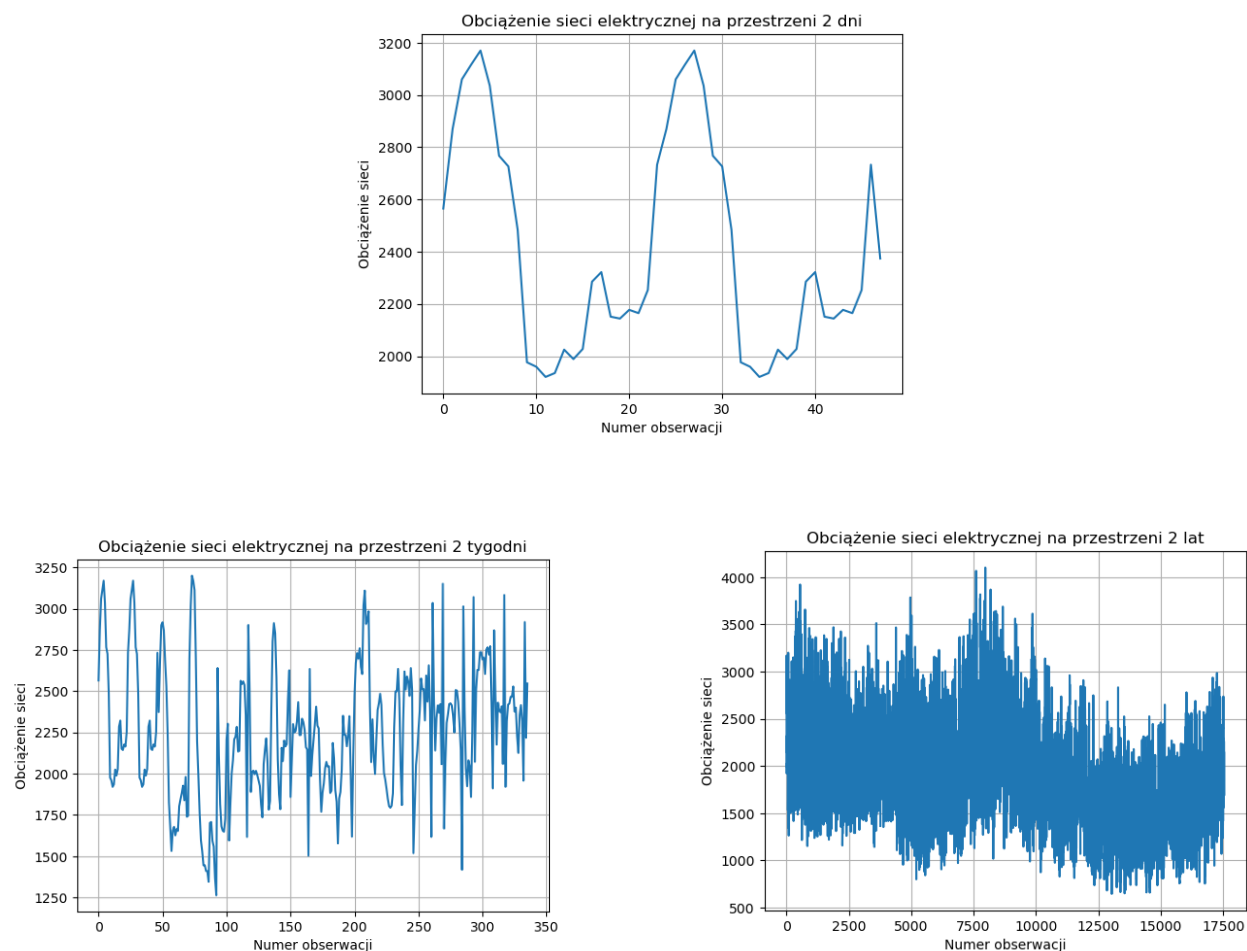 Obciążenie sieci elektrycznej na przestrzeni 2 dni
3200
3000
2800
2600
2400
2200
2000
Obciążenie sieci
0 10 20 30 40
Numer obserwacji
Obciążenie sieci elektrycznej na przestrzeni 2 tygodni
3250
3000
2750
2500
2250
2000
1750
1500
1250
Obciążenie sieci
0 50 100 150 200 250 300 350
Numer obserwacji
Obciążenie sieci elektrycznej na przestrzeni 2 lat
4000
3500
3000
2500
2000
1500
1000
500
Obciążenie sieci
0 2500 5000 7500 10000 12500 15000 17500
Numer obserwacji